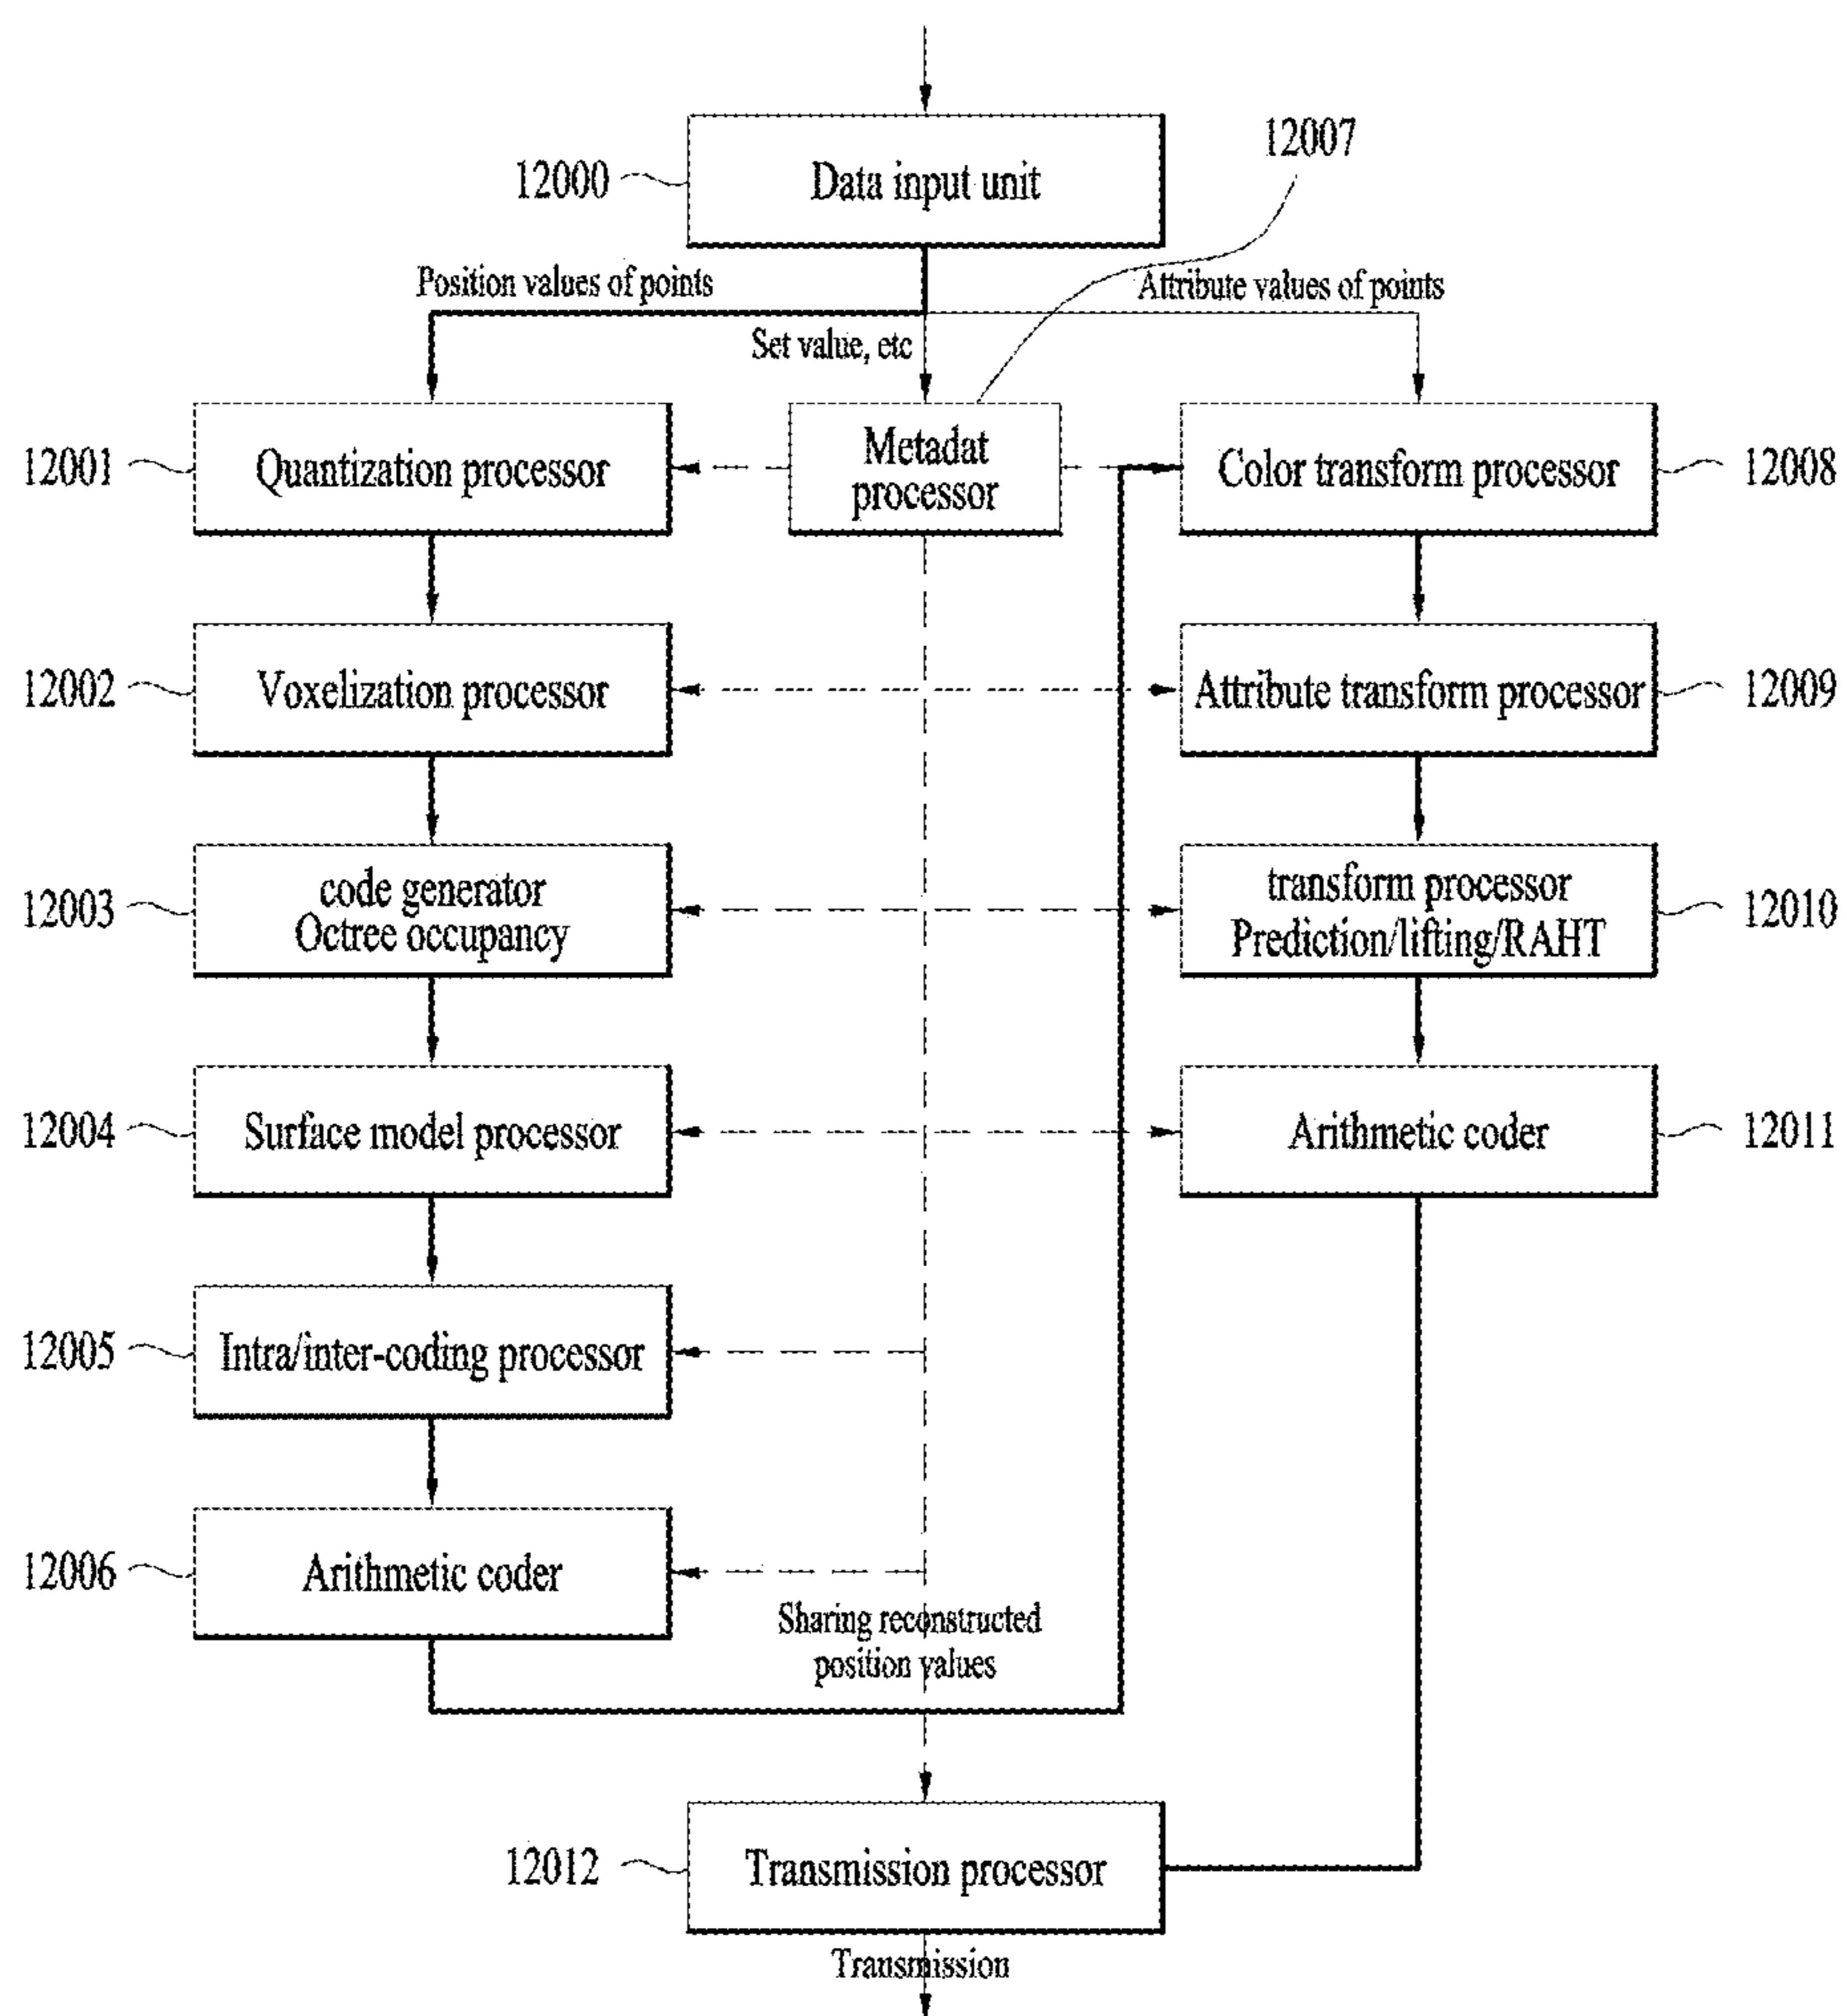 12000
Data input unit
12007
Position values of points
Attribute values of points
Set value, etc
12001
Quantization processor
Metadat
processor
Color transform processor
12008
12002
Voxelization processor
Attribute transform processor
12009
12003
code generator
Octree occupancy
transform processor
Prediction/lifting/RAHT
12010
12004
Surface model processor
Arithmetic coder
12011
12005
Intra/inter-coding processor
12006
Arithmetic coder
Sharing reconstructed
position values
12012
Transmission processor
Transmission